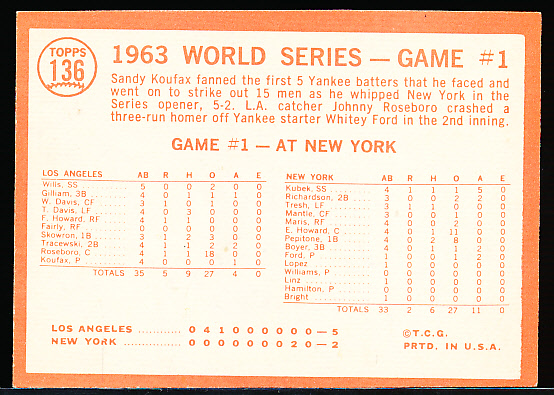 TOPPS
136
1963 WORLD SERIES — GAME #1
Sandy Koufax fanned the first 5 Yankee batters that he faced and
went on to strike out 15 men as he whipped New York in the
Series opener, 5-2. L.A. catcher Johnny Roseboro crashed a
three-run homer off Yankee starter Whitey Ford in the 2nd inning.
GAME #1 — AT NEW YORK
LOS ANGELES AB R H O A E
Wills, SS 5 0 0 2 0 0
Gilliam, 3B 4 0 1 1 1 0
W. Davis, CF 3 1 0 1 0 0
T. Davis, LF 4 0 3 0 0 0
F. Howard, RF 4 1 1 0 0 0
Fairly, RF 0 0 0 0 0 0
Skowron, 1B 3 1 2 3 0 0
Tracewski, 2B 4 1 1 2 2 0
Roseboro, C 4 1 1 18 0 0
Koufax, P 4 0 0 0 1 0
TOTALS 35 5 9 27 4 0
NEW YORK AB R H O A E
Kubek, SS 4 1 1 1 5 0
Richardson, 2B 3 0 0 2 2 0
Tresh, LF 3 1 1 0 0 0
Mantle, CF 3 0 0 1 0 0
Maris, RF 4 0 0 2 0 0
E. Howard, C 4 0 1 11 0 0
Pepitone, 1B 4 0 2 8 0 0
Boyer, 3B 4 0 1 1 2 0
Ford, P 1 0 0 1 2 0
Lopez 1 0 0 0 0 0
Williams, P 0 0 0 0 0 0
Linz 1 0 0 0 0 0
Hamilton, P 0 0 0 0 0 0
Bright 1 0 0 0 0 0
TOTALS 33 2 6 27 11 0
LOS ANGELES 0 4 1 0 0 0 0 0 0 — 5
NEW YORK 0 0 0 0 0 0 0 2 0 — 2
©T.C.G.
PRTD. IN U.S.A.